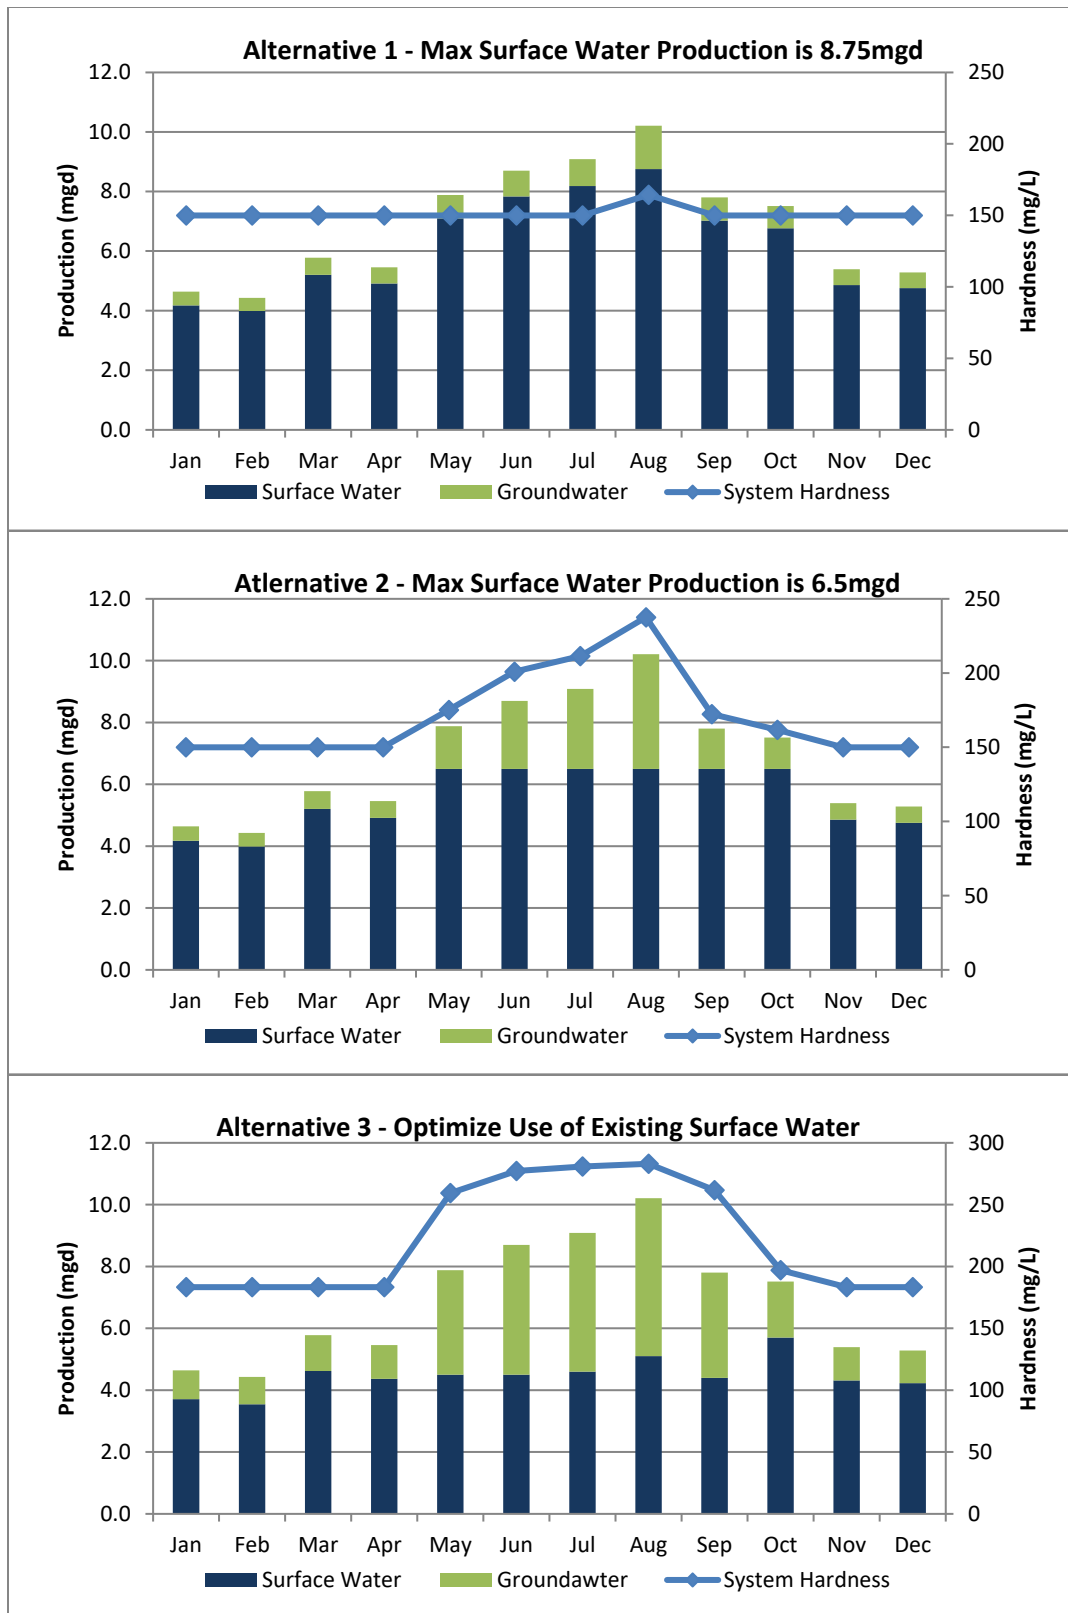 Alternative 1 - Max Surface Water Production is 8.75mgd
12.0
10.0
8.0
6.0
4.0
2.0
0.0
Production (mgd)
250
200
150
100
50
0
Hardness (mg/L)
Jan Feb Mar Apr May Jun Jul Aug Sep Oct Nov Dec
Surface Water Groundwater System Hardness
Atlernative 2 - Max Surface Water Production is 6.5mgd
12.0
10.0
8.0
6.0
4.0
2.0
0.0
Production (mgd)
250
200
150
100
50
0
Hardness (mg/L)
Jan Feb Mar Apr May Jun Jul Aug Sep Oct Nov Dec
Surface Water Groundwater System Hardness
Alternative 3 - Optimize Use of Existing Surface Water
12.0
10.0
8.0
6.0
4.0
2.0
0.0
Production (mgd)
300
250
200
150
100
50
0
Hardness (mg/L)
Jan Feb Mar Apr May Jun Jul Aug Sep Oct Nov Dec
Surface Water Groundawter System Hardness